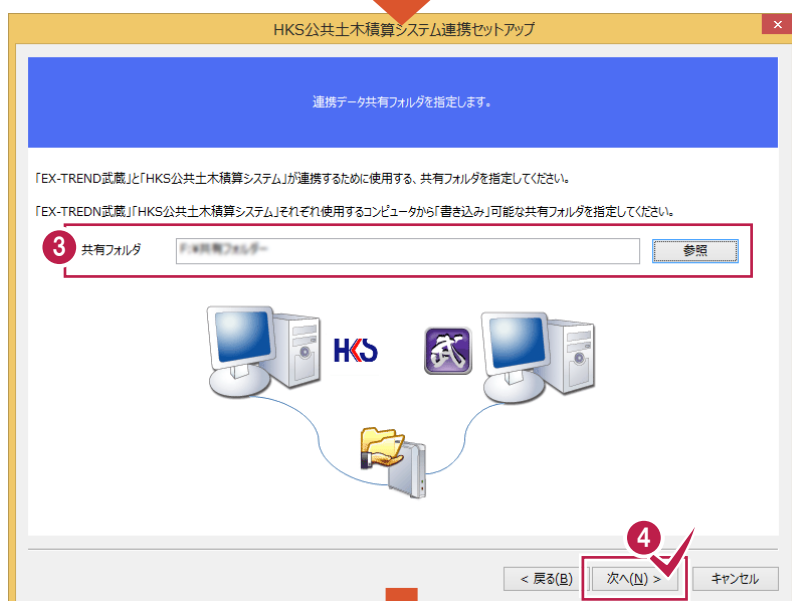 HKS公共土木積算システム連携セットアップ
×
連携データ共有フォルダを指定します。
「EX-TREND武蔵」と「HKS公共土木積算システム」が連携するために使用する、共有フォルダを指定してください。
「EX-TREDN武蔵」「HKS公共土木積算システム」それぞれ使用するコンピュータから「書き込み」可能な共有フォルダを指定してください。
3 共有フォルダ 参照
HKS 武
4
< 戻る(B) 次へ(N) > キャンセル